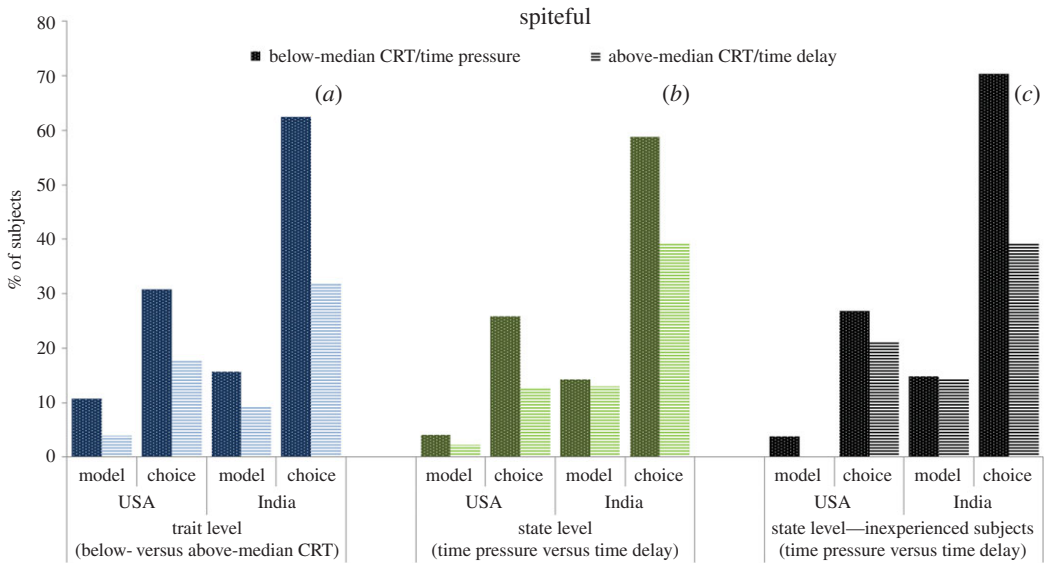 spiteful
below-median CRT/time pressure
above-median CRT/time delay
(a)
(b)
(c)
% of subjects
80
70
60
50
40
30
20
10
0
model choice model choice
USA India
trait level
(below- versus above-median CRT)
model choice model choice
USA India
state level
(time pressure versus time delay)
model choice model choice
USA India
state level—inexperienced subjects
(time pressure versus time delay)